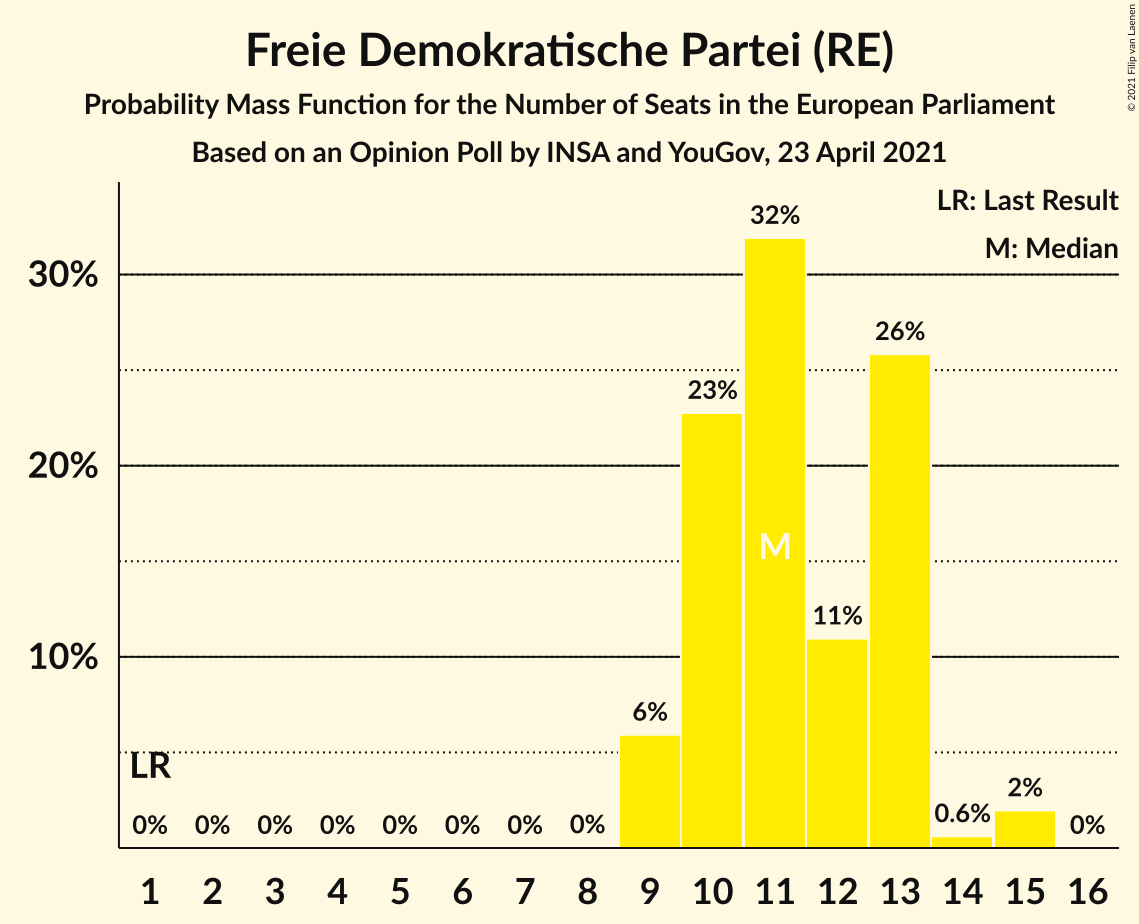 Freie Demokratische Partei (RE)
Probability Mass Function for the Number of Seats in the European Parliament
Based on an Opinion Poll by INSA and YouGov, 23 April 2021
© 2021 Filip van Laenen
LR: Last Result
M: Median
30%
20%
10%
LR
0% 0% 0% 0% 0% 0% 0% 0% 6% 23% 32% 11% 26% 0.6% 2% 0%
M
1 2 3 4 5 6 7 8 9 10 11 12 13 14 15 16